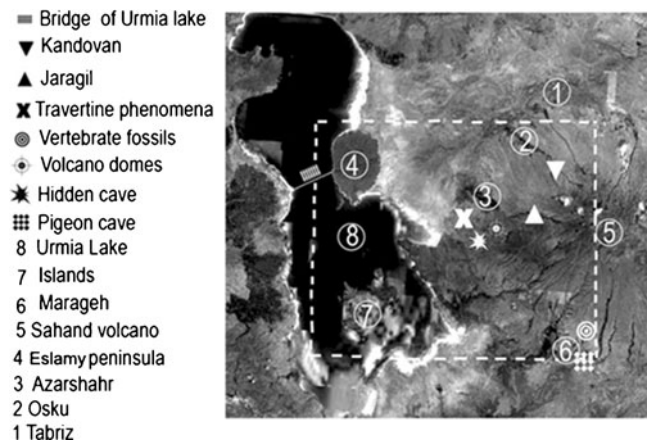 Bridge of Urmia lake
Kandovan
Jaragil
Travertine phenomena
Vertebrate fossils
Volcano domes
Hidden cave
Pigeon cave
8 Urmia Lake
7 Islands
6 Marageh
5 Sahand volcano
4 Eslamy peninsula
3 Azarshahr
2 Osku
1 Tabriz
1
2
4
3
8
5
7
6